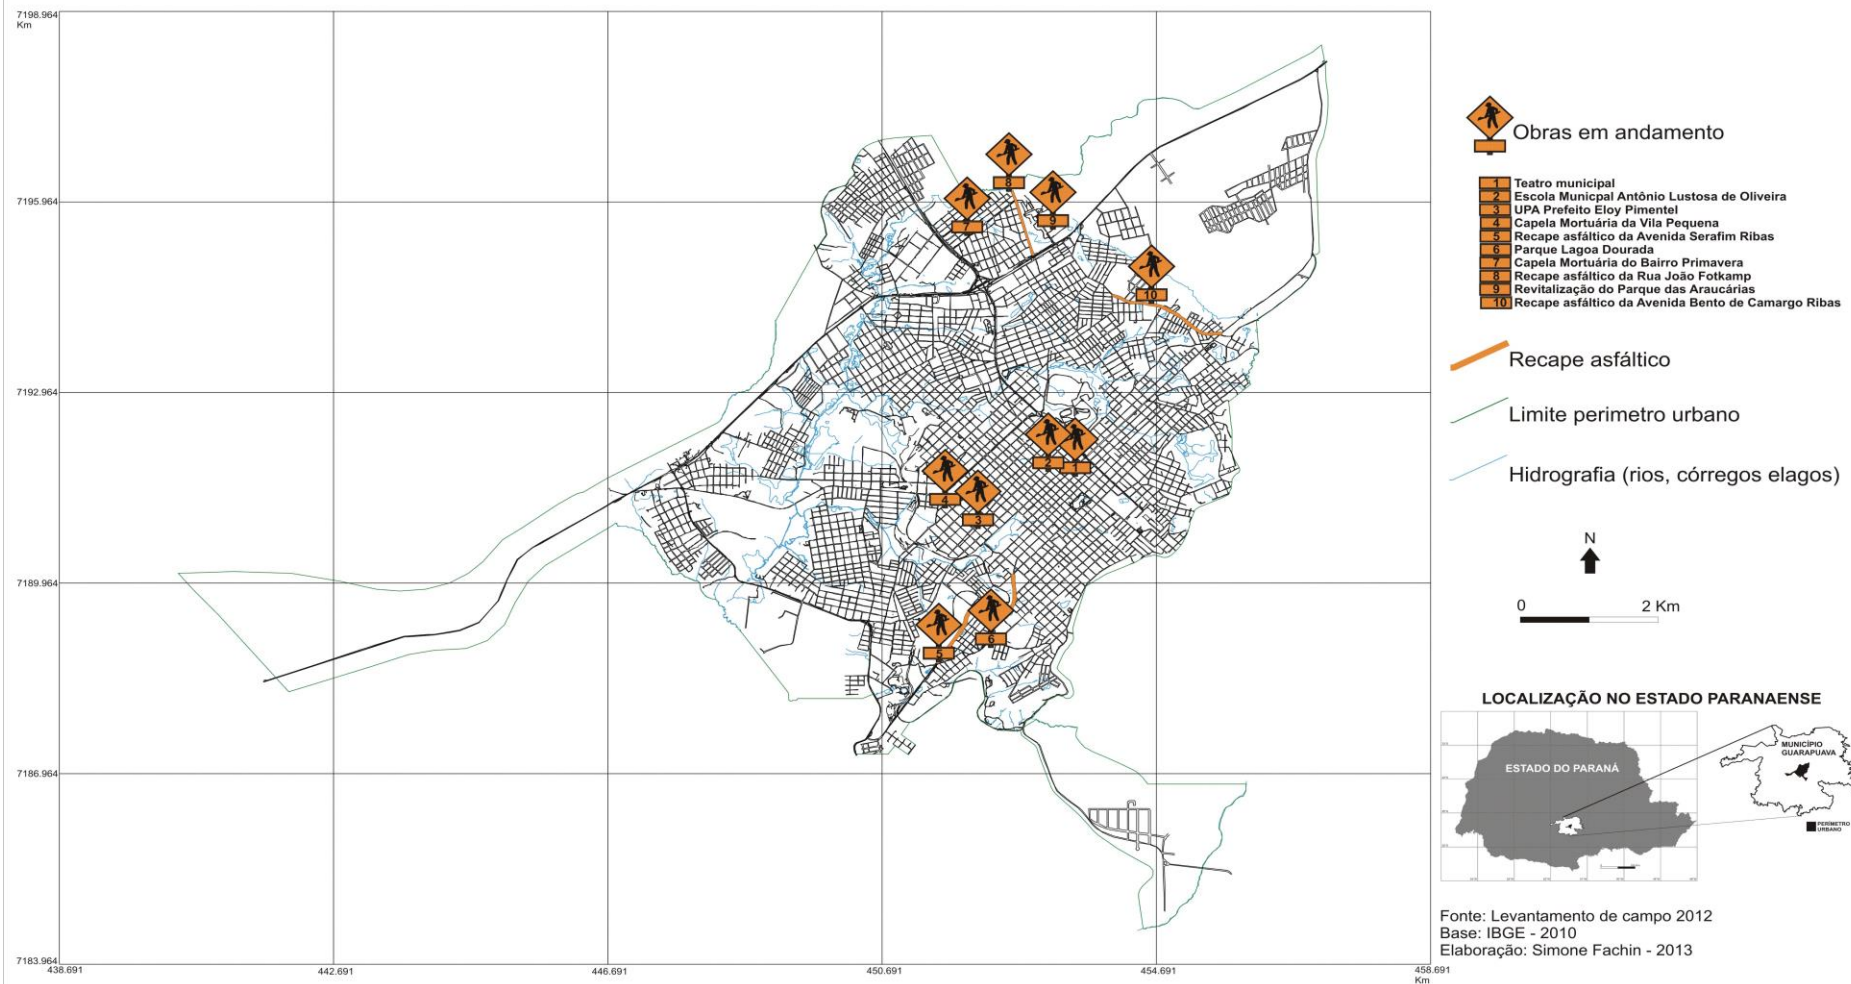 7198.964
Km
7195.964
7192.964
7189.964
7186.964
7183.964
438.691
442.691
446.691
450.691
454.691
458.691
Km
8
7
9
10
2
1
4
3
6
5
Obras em andamento
1 Teatro municipal
2 Escola Municpal Antônio Lustosa de Oliveira
3 UPA Prefeito Eloy Pimentel
4 Capela Mortuária da Vila Pequena
5 Recape asfáltico da Avenida Serafim Ribas
6 Parque Lagoa Dourada
7 Capela Mortuária do Bairro Primavera
8 Recape asfáltico da Rua João Fotkamp
9 Revitalização do Parque das Araucárias
10 Recape asfáltico da Avenida Bento de Camargo Ribas
Recape asfáltico
Limite perimetro urbano
Hidrografia (rios, córregos elagos)
N
0 2 Km
LOCALIZAÇÃO NO ESTADO PARANAENSE
ESTADO DO PARANÁ
MUNICÍPIO
GUARAPUAVA
PERÍMETRO
URBANO
Fonte: Levantamento de campo 2012
Base: IBGE - 2010
Elaboração: Simone Fachin - 2013